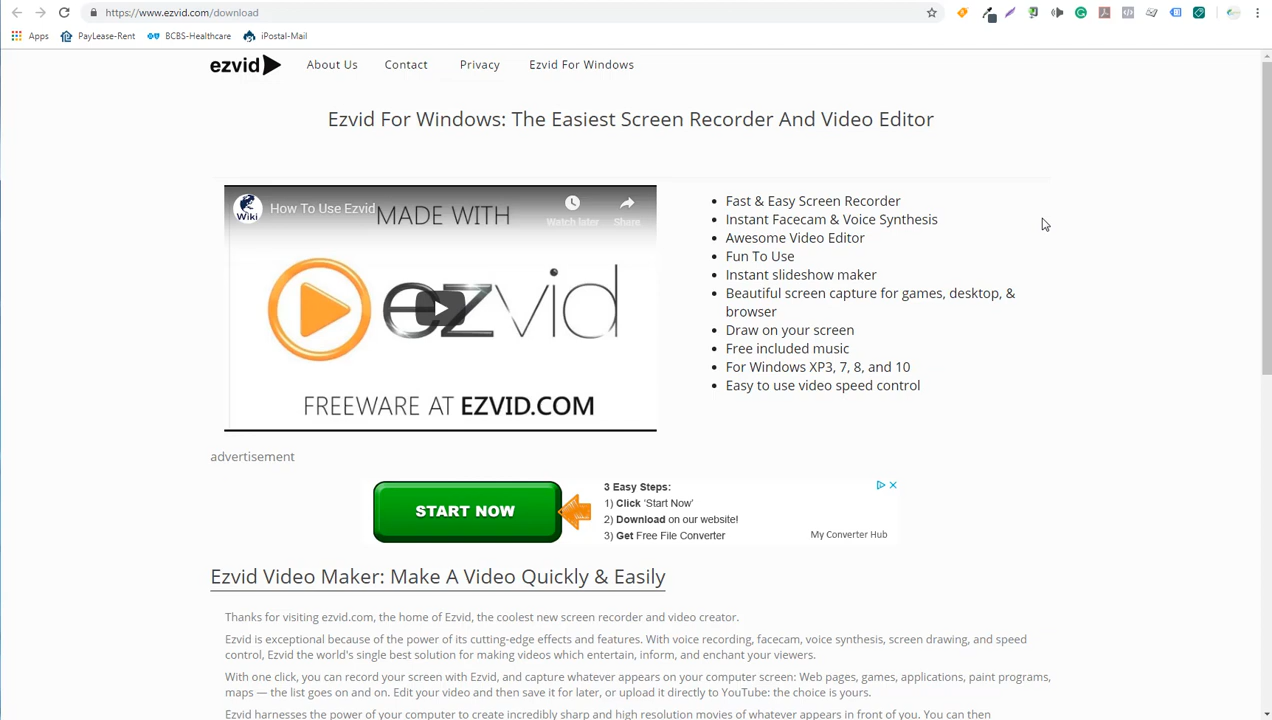 https://www.ezvid.com/download
Apps PayLease-Rent BCBS-Healthcare iPostal-Mail
ezvid About Us Contact Privacy Ezvid For Windows
Ezvid For Windows: The Easiest Screen Recorder And Video Editor
Wiki
How To Use Ezvid
MADE WITH
Watch later
Share
ezvid
FREEWARE AT EZVID.COM
Fast & Easy Screen Recorder
Instant Facecam & Voice Synthesis
Awesome Video Editor
Fun To Use
Instant slideshow maker
Beautiful screen capture for games, desktop, &
browser
Draw on your screen
Free included music
For Windows XP3, 7, 8, and 10
Easy to use video speed control
advertisement
START NOW
3 Easy Steps:
1) Click 'Start Now'
2) Download on our website!
3) Get Free File Converter
My Converter Hub
Ezvid Video Maker: Make A Video Quickly & Easily
Thanks for visiting ezvid.com, the home of Ezvid, the coolest new screen recorder and video creator.
Ezvid is exceptional because of the power of its cutting-edge effects and features. With voice recording, facecam, voice synthesis, screen drawing, and speed
control, Ezvid the world's single best solution for making videos which entertain, inform, and enchant your viewers.
With one click, you can record your screen with Ezvid, and capture whatever appears on your computer screen: Web pages, games, applications, paint programs,
maps — the list goes on and on. Edit your video and then save it for later, or upload it directly to YouTube: the choice is yours.
Ezvid harnesses the power of your computer to create incredibly sharp and high resolution movies of whatever appears in front of you. You can then